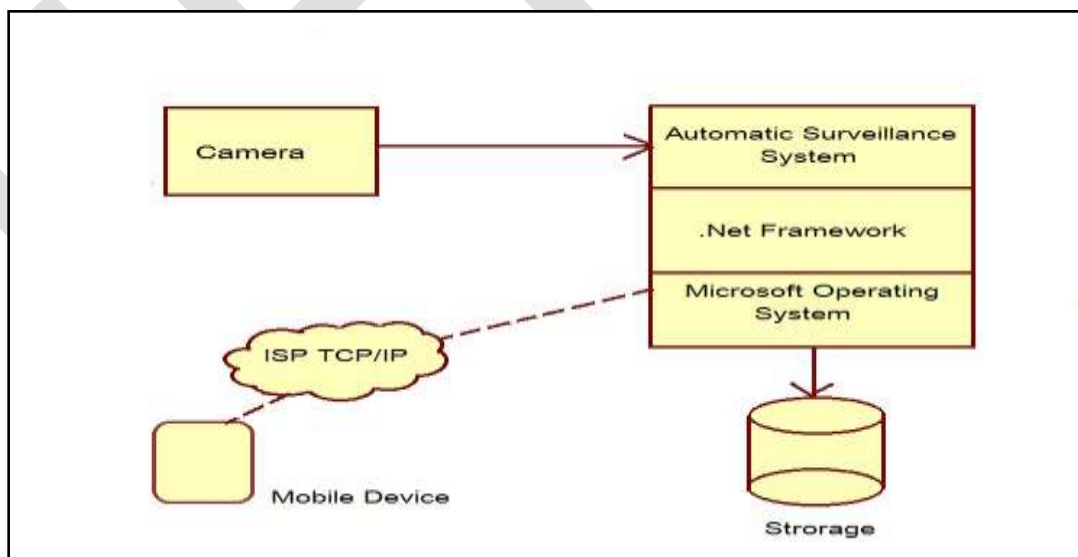 Camera
Automatic Surveillance
System
.Net Framework
Microsoft Operating
System
ISP TCP/IP
Mobile Device
Strorage